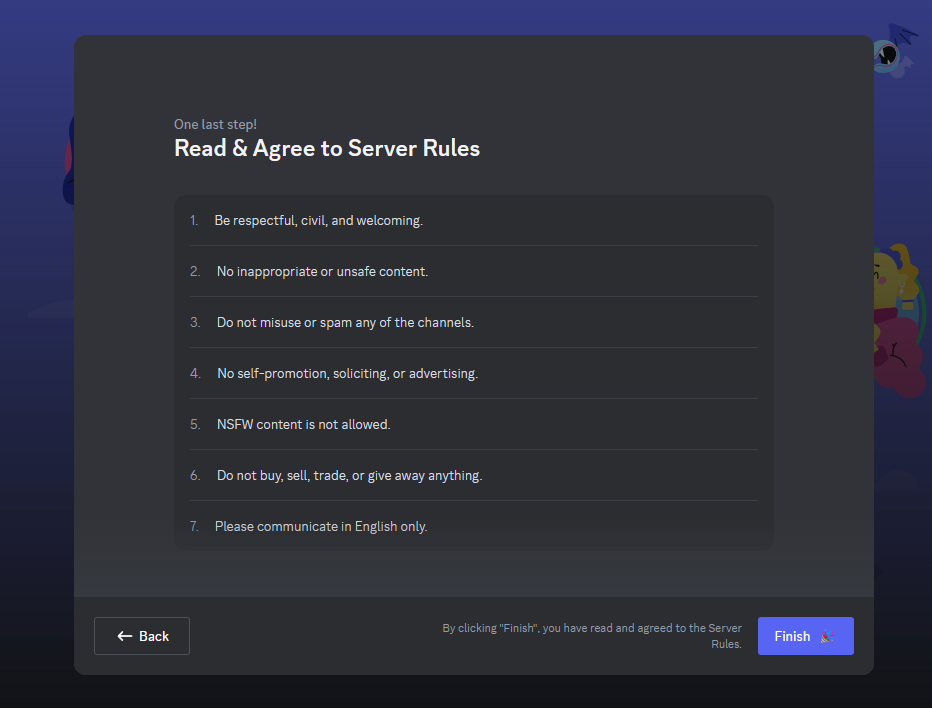 One last step!
Read & Agree to Server Rules
1. Be respectful, civil, and welcoming.
2. No inappropriate or unsafe content.
3. Do not misuse or spam any of the channels.
4. No self-promotion, soliciting, or advertising.
5. NSFW content is not allowed.
6. Do not buy, sell, trade, or give away anything.
7. Please communicate in English only.
Back
By clicking "Finish", you have read and agreed to the Server
Rules.
Finish